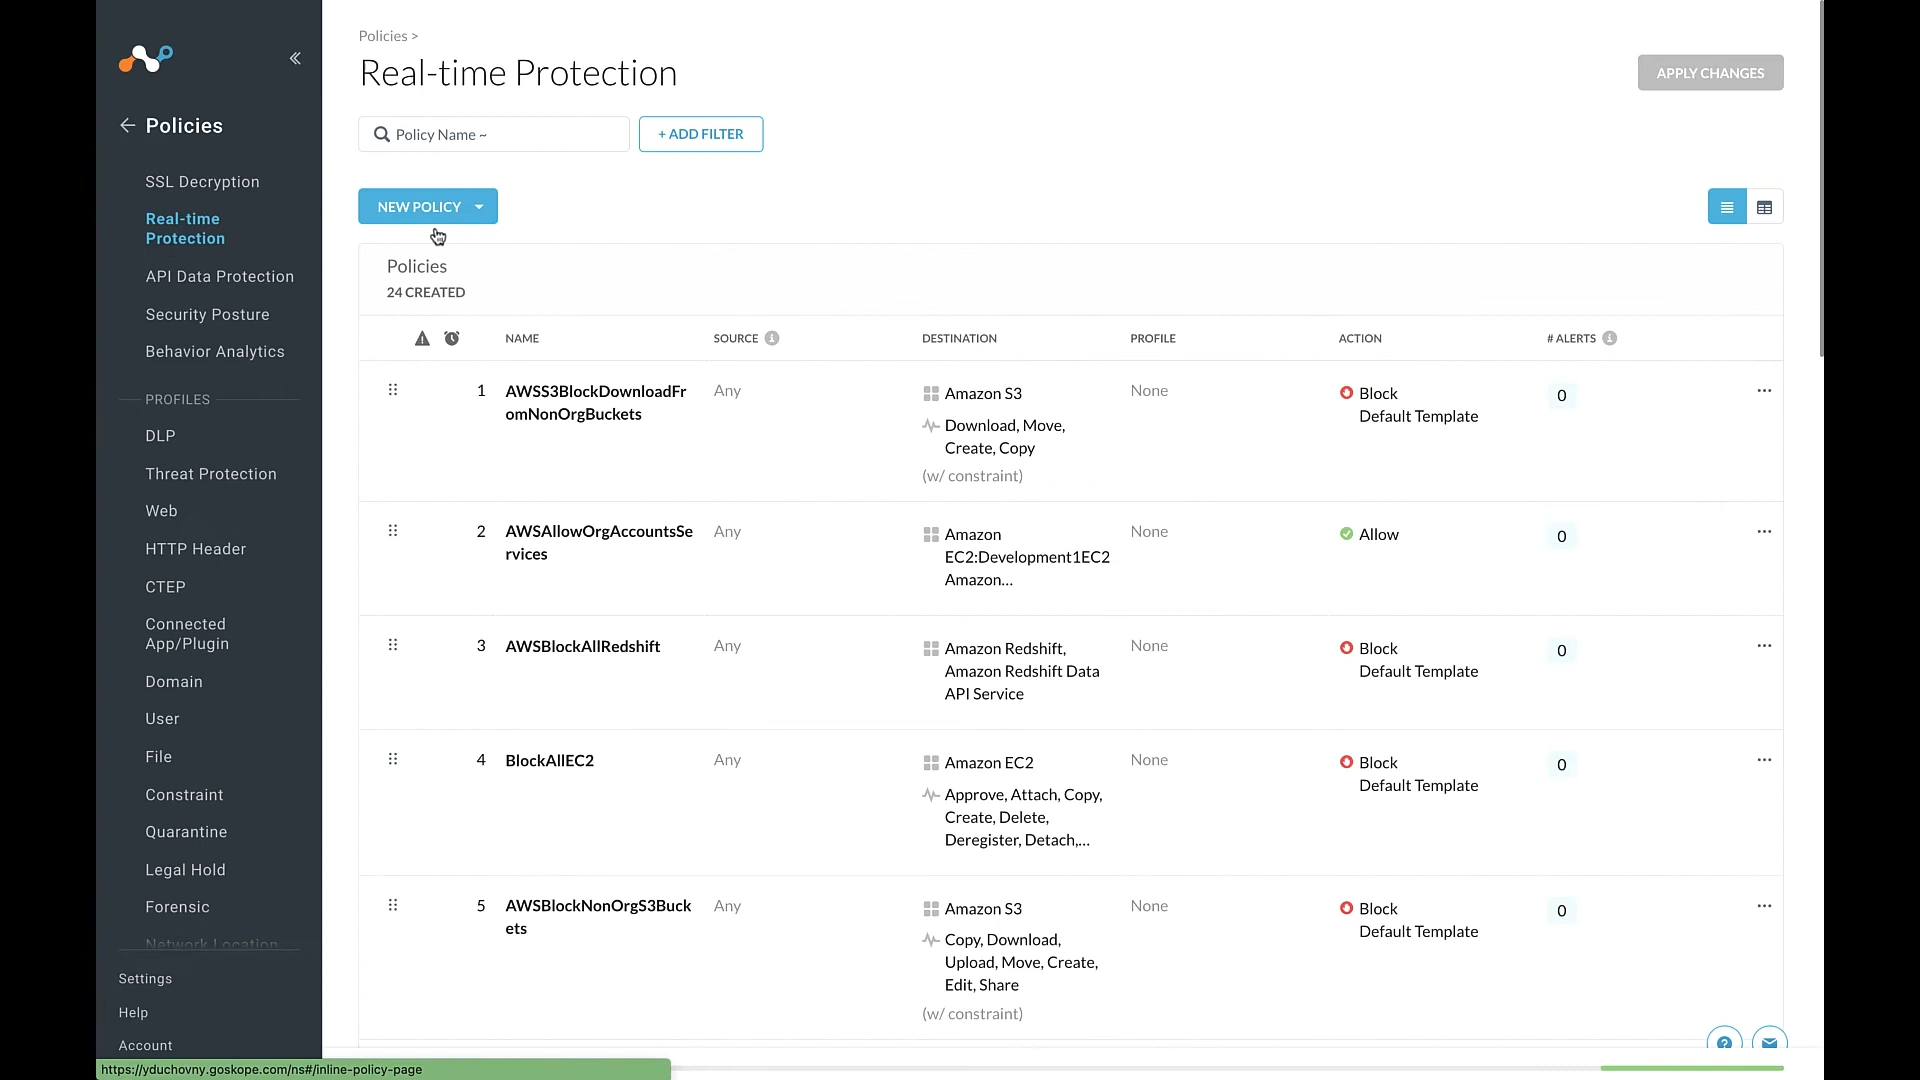 Policies >
Real-time Protection
APPLY CHANGES
Policy Name ~
+ ADD FILTER
NEW POLICY
Policies
SSL Decryption
Real-time
Protection
API Data Protection
Security Posture
Behavior Analytics
PROFILES
DLP
Threat Protection
Web
HTTP Header
CTEP
Connected
App/Plugin
Domain
User
File
Constraint
Quarantine
Legal Hold
Forensic
Network Location
Settings
Help
Account
Policies
24 CREATED
NAME SOURCE DESTINATION PROFILE ACTION # ALERTS
1 AWSS3BlockDownloadFr Any Amazon S3 None Block 0 ...
omNonOrgBuckets Default Template
Download, Move,
Create, Copy
(w/ constraint)
2 AWSAllowOrgAccountsSe Any Amazon None Allow 0 ...
rvices EC2:Development1EC2
Amazon...
3 AWSBlockAllRedshift Any Amazon Redshift, None Block 0 ...
Amazon Redshift Data Default Template
API Service
4 BlockAllEC2 Any Amazon EC2 None Block 0 ...
Default Template
Approve, Attach, Copy,
Create, Delete,
Deregister, Detach,...
5 AWSBlockNonOrgS3Buck Any Amazon S3 None Block 0 ...
ets Default Template
Copy, Download,
Upload, Move, Create,
Edit, Share
(w/ constraint)
https://yduchovny.goskope.com/ns#/inline-policy-page